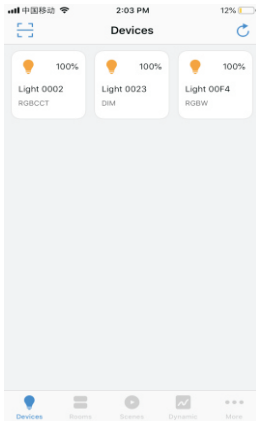 中国移动 2:03 PM 12%
Devices
100% 100% 100%
Light 0002 Light 0023 Light 00F4
RGBCCT DIM RGBW
Devices Rooms Scenes Dynamic More